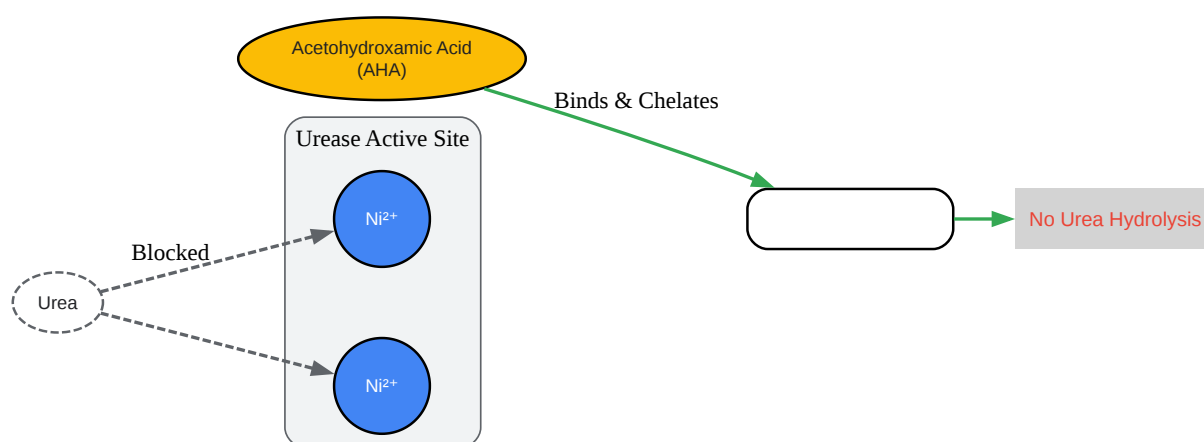 Acetohydroxamic Acid
(AHA)
Binds & Chelates
Urease Active Site
Ni²⁺
No Urea Hydrolysis
Blocked
Urea
Ni²⁺